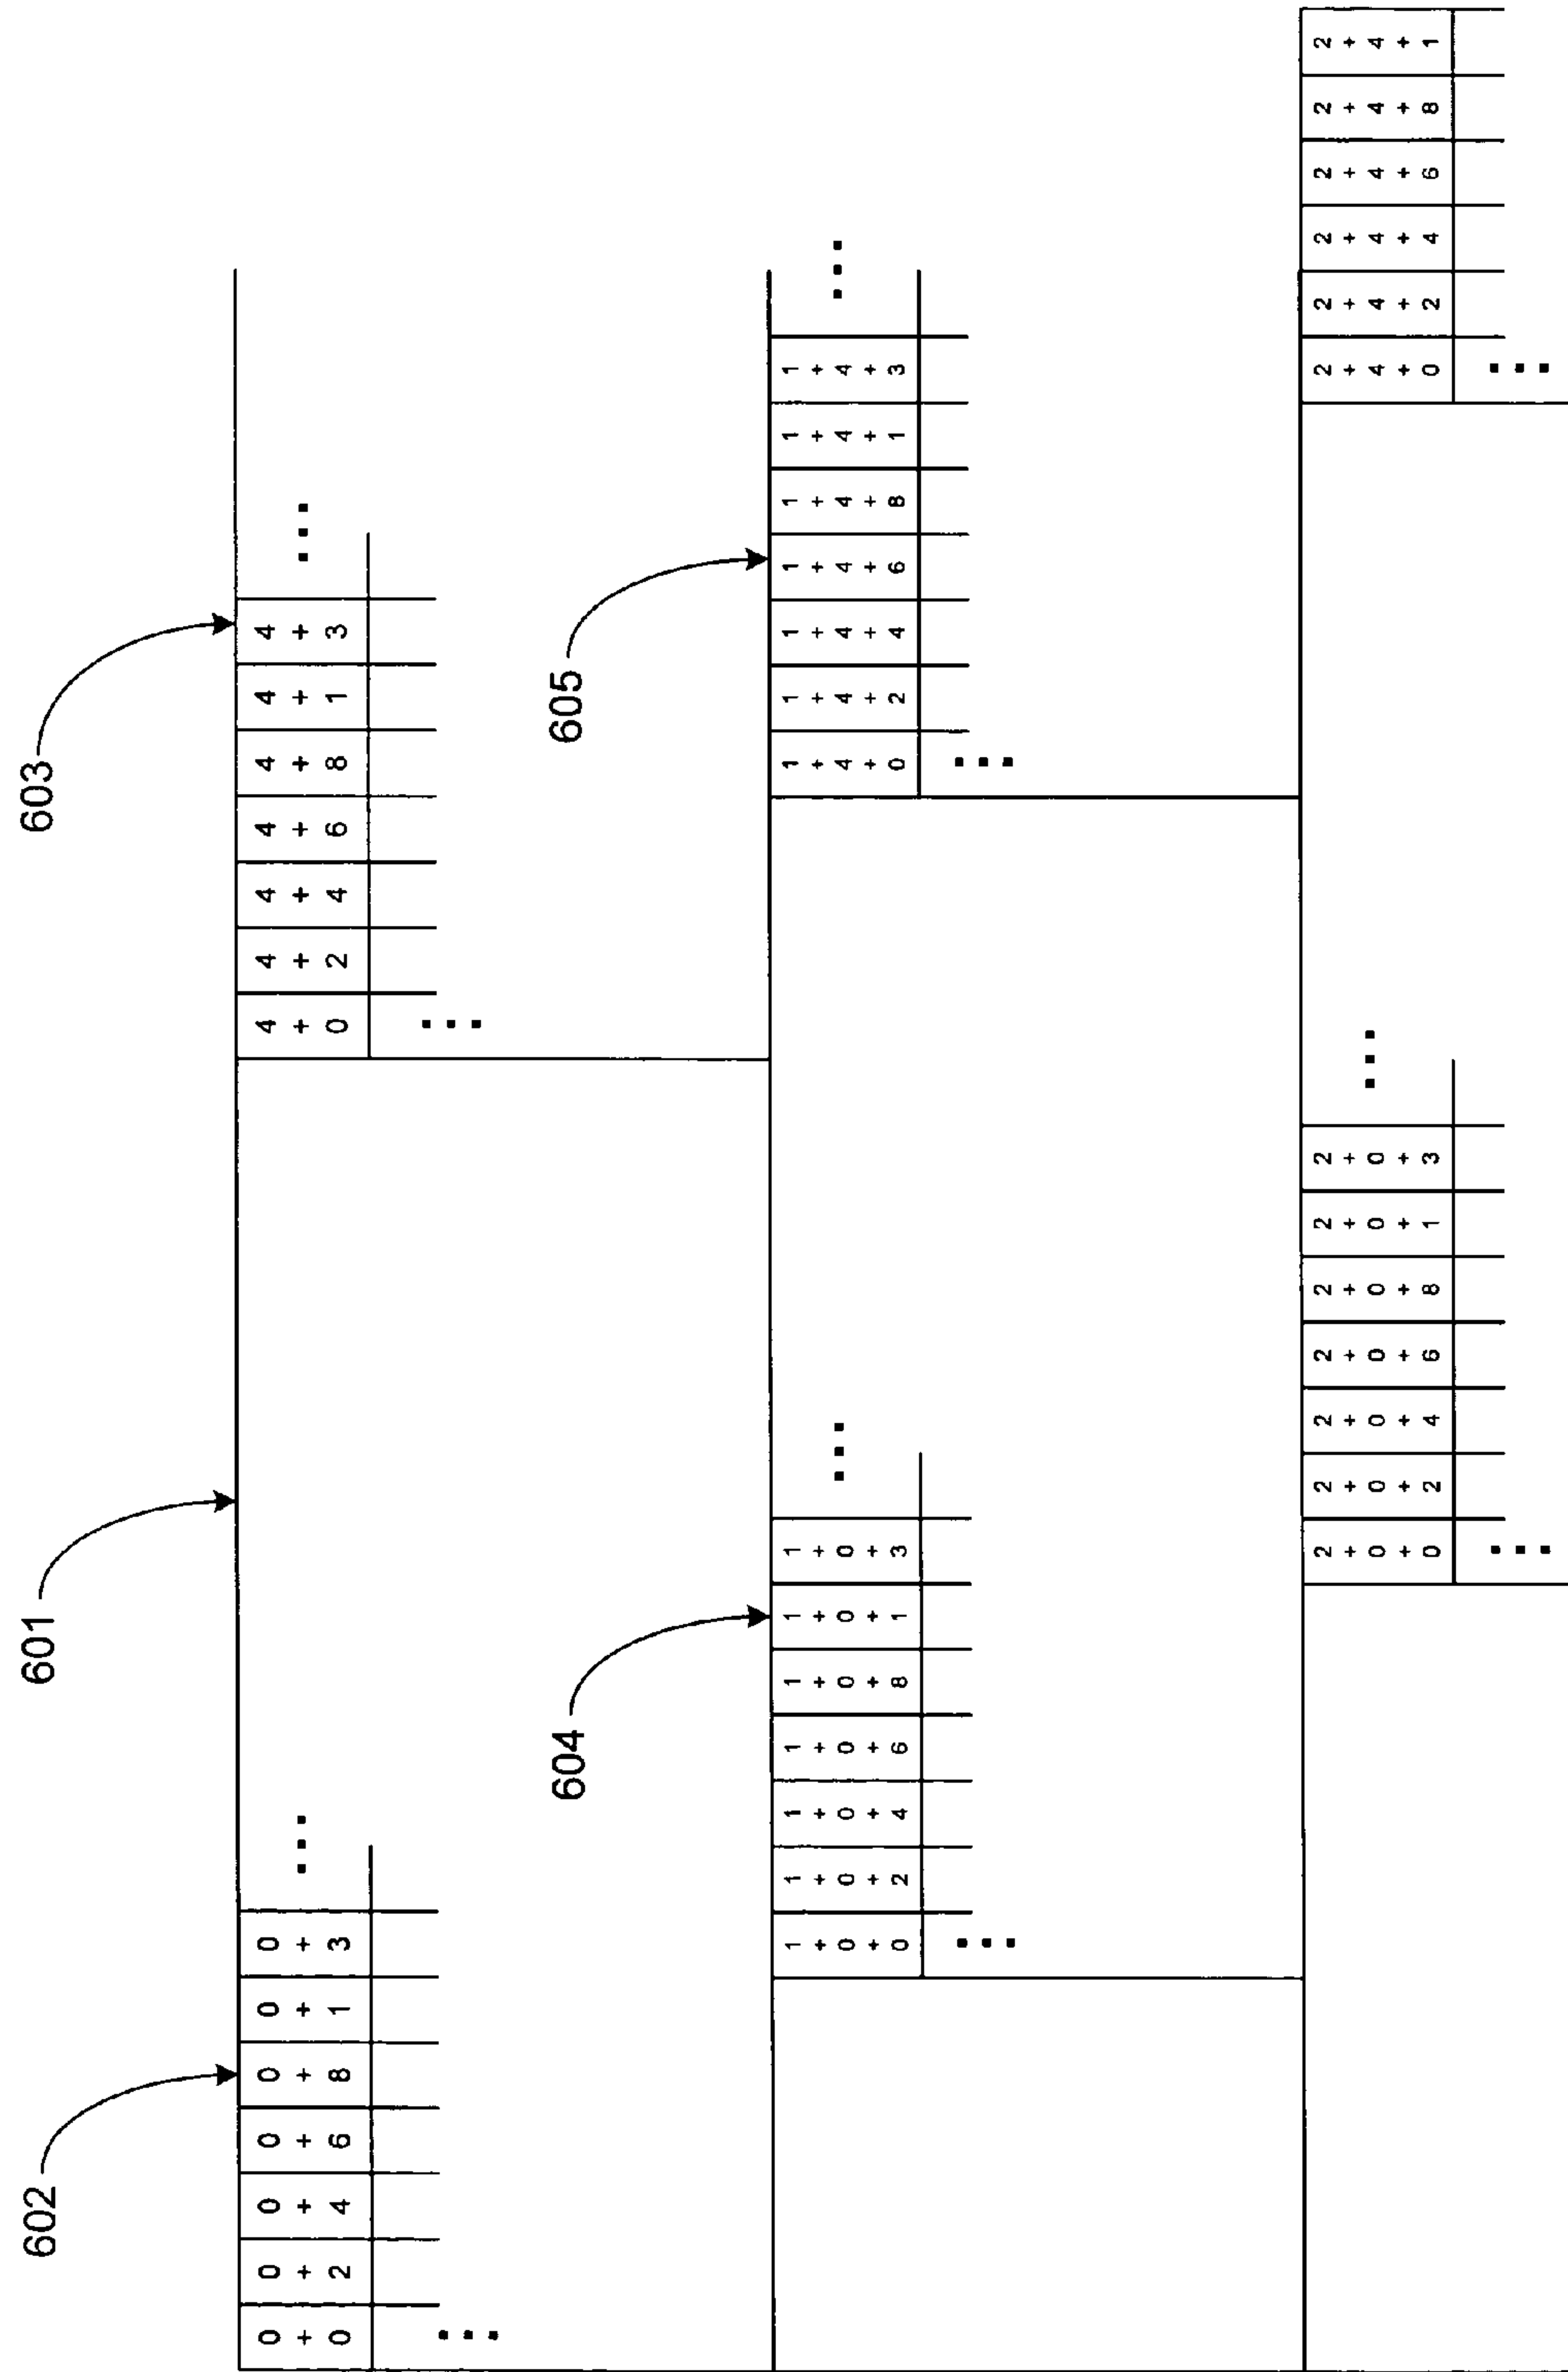 602
601
603
0 0 0 0 0 0 0
+ + + + + + +
0 2 4 6 8 1 3
...
4 4 4 4 4 4 4
+ + + + + + +
0 2 4 6 8 1 3
...
604
605
1 1 1 1 1 1 1
+ + + + + + +
0 0 0 0 0 0 0
+ + + + + + +
0 2 4 6 8 1 3
...
1 1 1 1 1 1 1
+ + + + + + +
4 4 4 4 4 4 4
+ + + + + + +
0 2 4 6 8 1 3
...
2 2 2 2 2 2 2
+ + + + + + +
0 0 0 0 0 0 0
+ + + + + + +
0 2 4 6 8 1 3
...
2 2 2 2 2 2
+ + + + + +
4 4 4 4 4 4
+ + + + + +
0 2 4 6 8 1